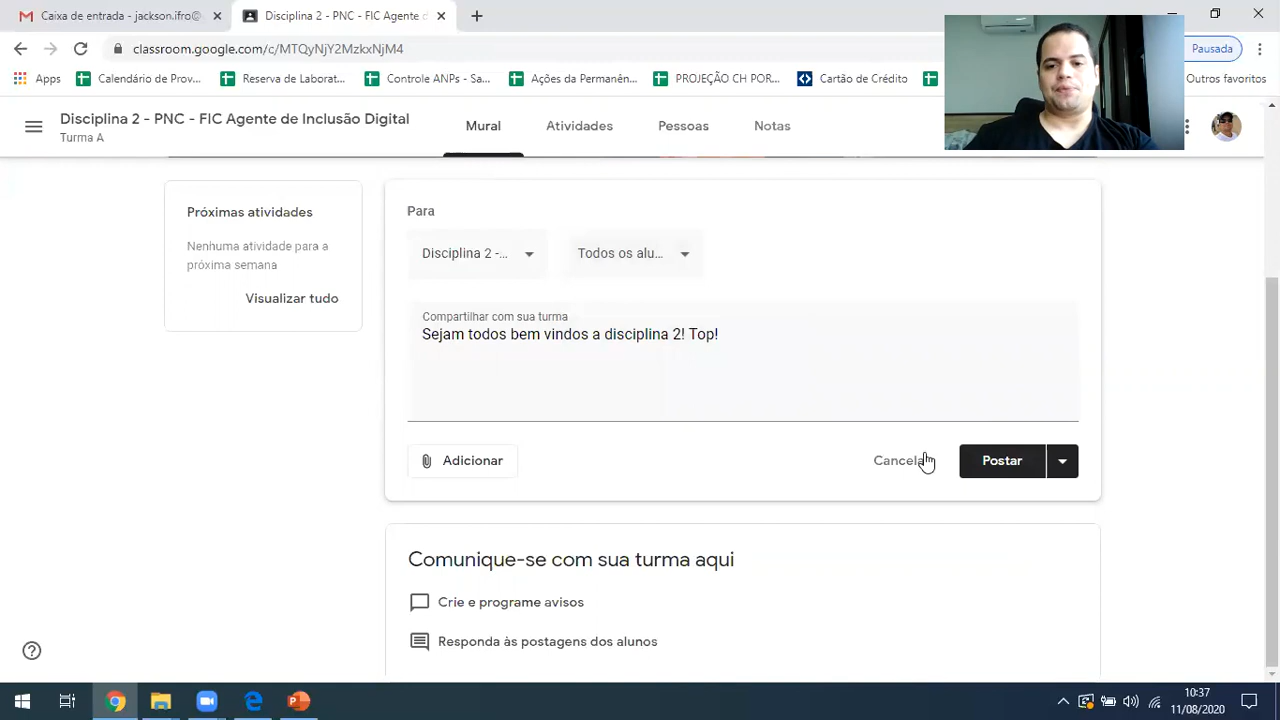 Caixa de entrada - jackson.ifro@
Disciplina 2 - PNC - FIC Agente d
classroom.google.com/c/MTQyNjY2MzkxNjM4
Pausada
Apps
Calendário de Prov...
Reserva de Laborat...
Controle ANPs - Sa...
Ações da Permanên...
PROJEÇÃO CH POR...
Cartão de Crédito
Outros favoritos
Disciplina 2 - PNC - FIC Agente de Inclusão Digital
Turma A
Mural
Atividades
Pessoas
Notas
Próximas atividades
Nenhuma atividade para a
próxima semana
Visualizar tudo
Para
Disciplina 2 -...
Todos os alu...
Compartilhar com sua turma
Sejam todos bem vindos a disciplina 2! Top!
Adicionar
Cancelar
Postar
Comunique-se com sua turma aqui
Crie e programe avisos
Responda às postagens dos alunos
10:37
11/08/2020